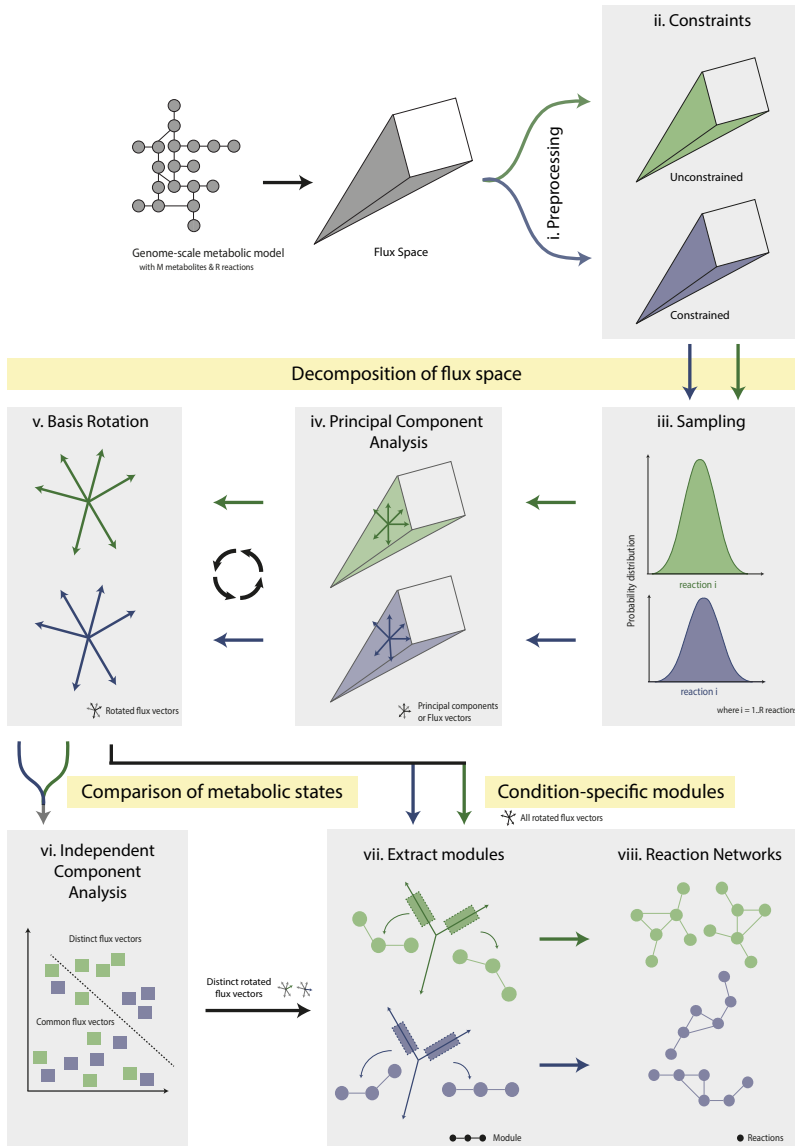 ii. Constraints
Unconstrained
Constrained
i. Preprocessing
Genome-scale metabolic model
with M metabolites & R reactions
Flux Space
Decomposition of flux space
v. Basis Rotation
Rotated flux vectors
iv. Principal Component
Analysis
Principal components
or Flux vectors
iii. Sampling
Probability distribution
reaction i
reaction i
where i = 1..R reactions
Comparison of metabolic states
Condition-specific modules
All rotated flux vectors
vi. Independent
Component
Analysis
Distinct flux vectors
Common flux vectors
Distinct rotated
flux vectors
vii. Extract modules
Module
viii. Reaction Networks
Reactions